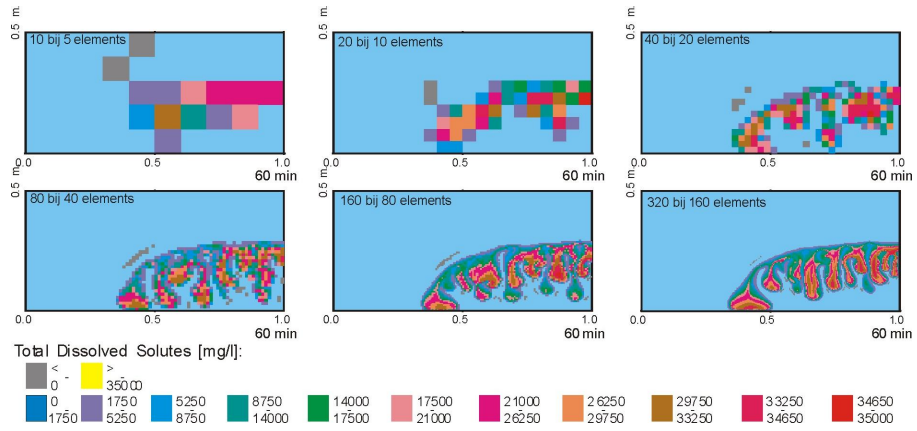 0.5 m.
10 bij 5 elements
20 bij 10 elements
0.5 m.
40 bij 20 elements
0.0 0.5 1.0
60 min
0.0 0.5 1.0
60 min
0.0 0.5 1.0
60 min
0.5 m.
80 bij 40 elements
160 bij 80 elements
0.5 m.
320 bij 160 elements
0.0 0.5 1.0
60 min
0.0 0.5 1.0
60 min
0.0 0.5 1.0
60 min
Total Dissolved Solutes [mg/l]:
< - 0
> - 35000
0 - 1750
1750 - 5250
5250 - 8750
8750 - 14000
14000 - 17500
17500 - 21000
21000 - 26250
26250 - 29750
29750 - 33250
33250 - 34650
34650 - 35000